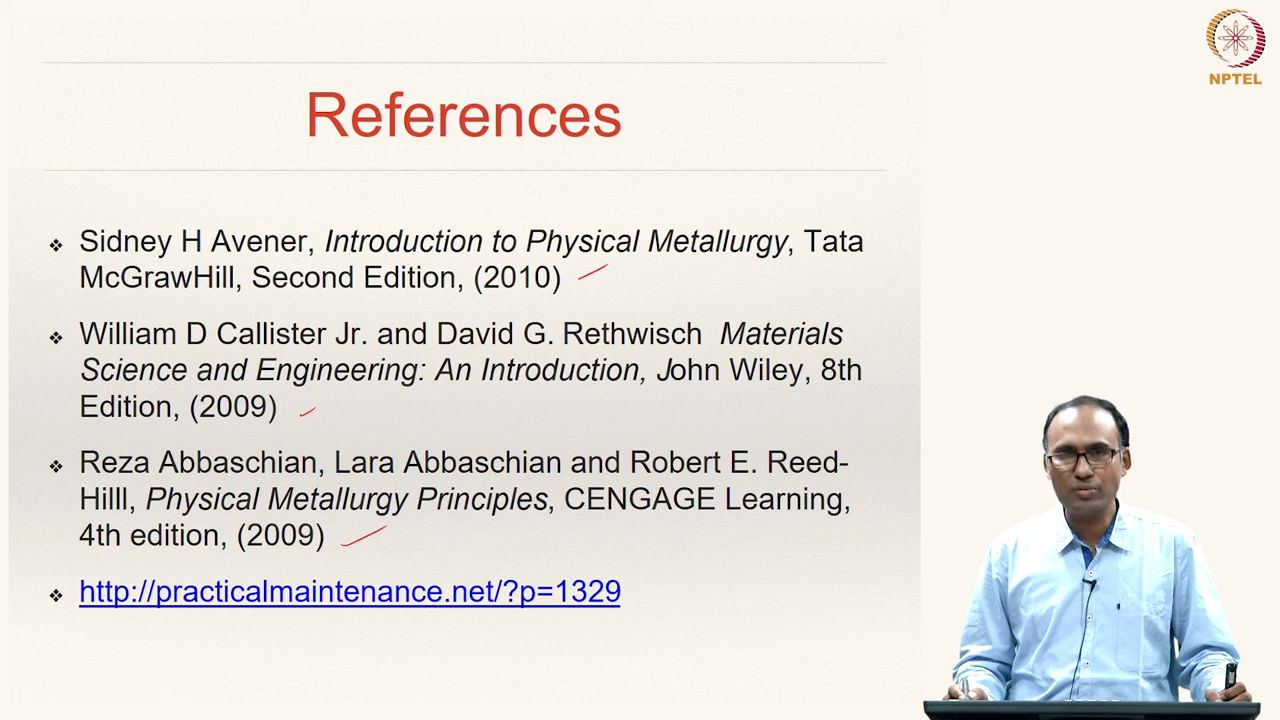 NPTEL
References
❖ Sidney H Avener, Introduction to Physical Metallurgy, Tata
McGrawHill, Second Edition, (2010)
❖ William D Callister Jr. and David G. Rethwisch Materials
Science and Engineering: An Introduction, John Wiley, 8th
Edition, (2009)
❖ Reza Abbaschian, Lara Abbaschian and Robert E. Reed-
Hilll, Physical Metallurgy Principles, CENGAGE Learning,
4th edition, (2009)
❖ http://practicalmaintenance.net/?p=1329